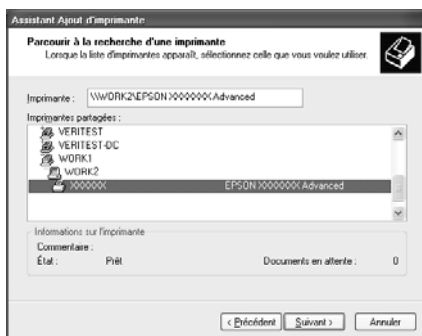 Assistant Ajout d'imprimante
Parcourir à la recherche d'une imprimante
Lorsque la liste d'imprimantes apparaît, sélectionnez celle que vous voulez utiliser.
Imprimante : \\WORK2\EPSON XXXXXXX Advanced
Imprimantes partagées :
VERITEST
VERITEST-DC
WORK1
WORK2
XXXXXX EPSON XXXXXXX Advanced
Informations sur l'imprimante
Commentaire :
État : Prêt Documents en attente : 0
< Précédent Suivant > Annuler